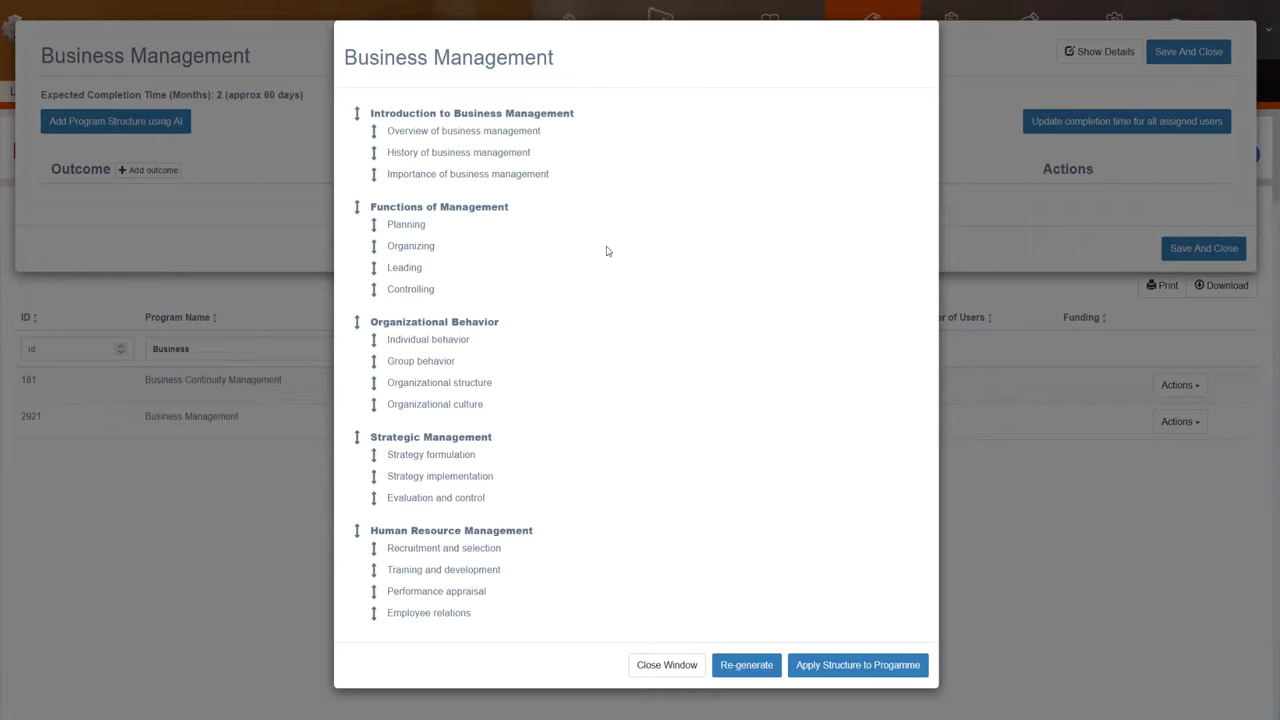 Business Management
Show Details
Save And Close
Expected Completion Time (Months): 2 (approx 60 days)
Add Program Structure using AI
Update completion time for all assigned users
Outcome
Add outcome
Actions
Save And Close
Print
Download
ID
Program Name
er of Users
Funding
id
Business
181
Business Continuity Management
Actions
2921
Business Management
Actions
Business Management
Introduction to Business Management
Overview of business management
History of business management
Importance of business management
Functions of Management
Planning
Organizing
Leading
Controlling
Organizational Behavior
Individual behavior
Group behavior
Organizational structure
Organizational culture
Strategic Management
Strategy formulation
Strategy implementation
Evaluation and control
Human Resource Management
Recruitment and selection
Training and development
Performance appraisal
Employee relations
Close Window
Re-generate
Apply Structure to Progamme